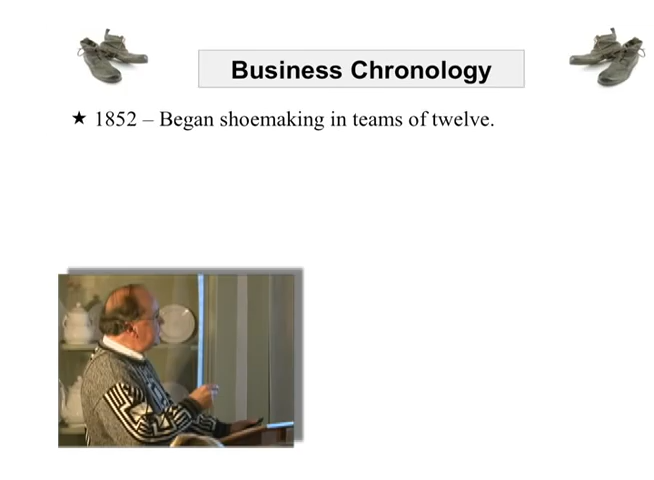 Business Chronology
★ 1852 – Began shoemaking in teams of twelve.